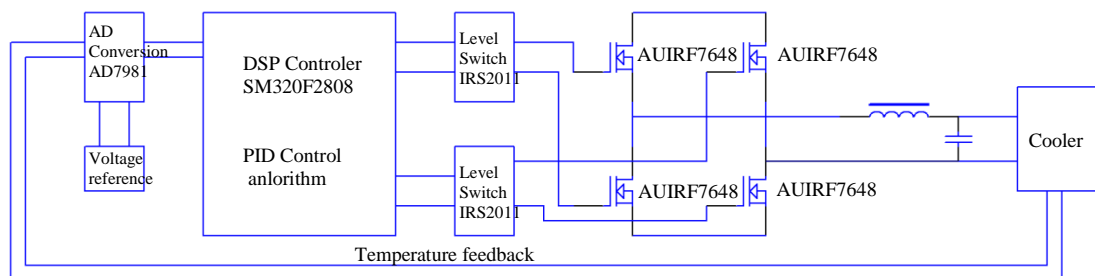 AD
Conversion
AD7981
Voltage
reference
DSP Controler
SM320F2808
PID Control
anlorithm
Level
Switch
IRS2011
Level
Switch
IRS2011
AUIRF7648
AUIRF7648
AUIRF7648
AUIRF7648
Cooler
Temperature feedback